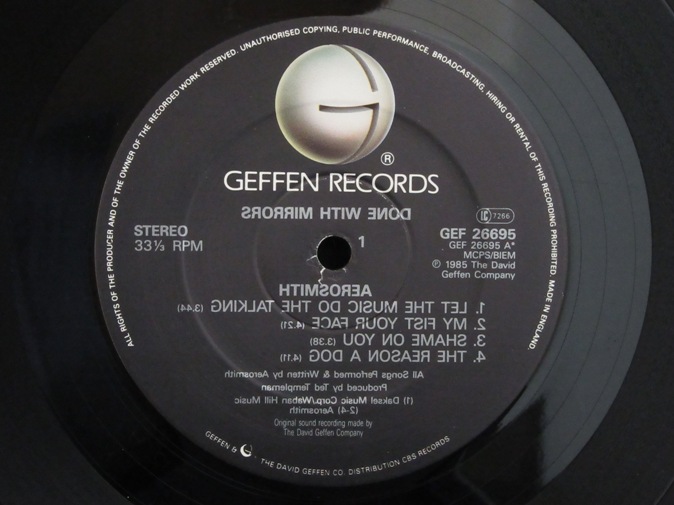 ALL RIGHTS OF THE PRODUCER AND OF THE OWNER OF THE RECORDED WORK RESERVED. UNAUTHORISED COPYING, PUBLIC PERFORMANCE, BROADCASTING, HIRING OR RENTAL OF THIS RECORDING PROHIBITED. MADE IN ENGLAND.
®
GEFFEN RECORDS
DONE WITH MIRRORS
7266
STEREO
33⅓ RPM
1
GEF 26695
GEF 26695 A*
MCPS/BIEM
℗ 1985 The David
Geffen Company
AEROSMITH
1. LET THE MUSIC DO THE TALKING (3.44)
2. MY FIST YOUR FACE (4.21)
3. SHAME ON YOU (3.38)
4. THE REASON A DOG (4.11)
All Songs Performed & Written by Aerosmith
Produced by Ted Templeman
(1) Daksel Music Corp/Waban Hill Music
(2-4) Aerosmith
Original sound recording made by
The David Geffen Company
GEFFEN & G · THE DAVID GEFFEN CO. DISTRIBUTION CBS RECORDS